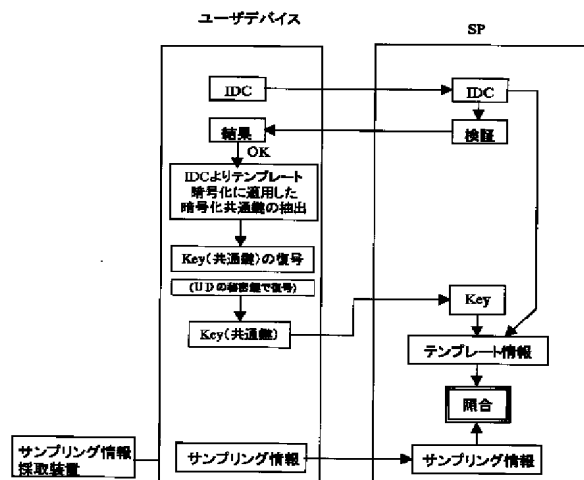 ユーザデバイス
SP
IDC
IDC
結果
検証
OK
IDCよりテンプレート
暗号化に適用した
暗号化共通鍵の抽出
Key(共通鍵)の復号
(UDの秘密鍵で復号)
Key
Key(共通鍵)
テンプレート情報
照合
サンプリング情報
採取装置
サンプリング情報
サンプリング情報